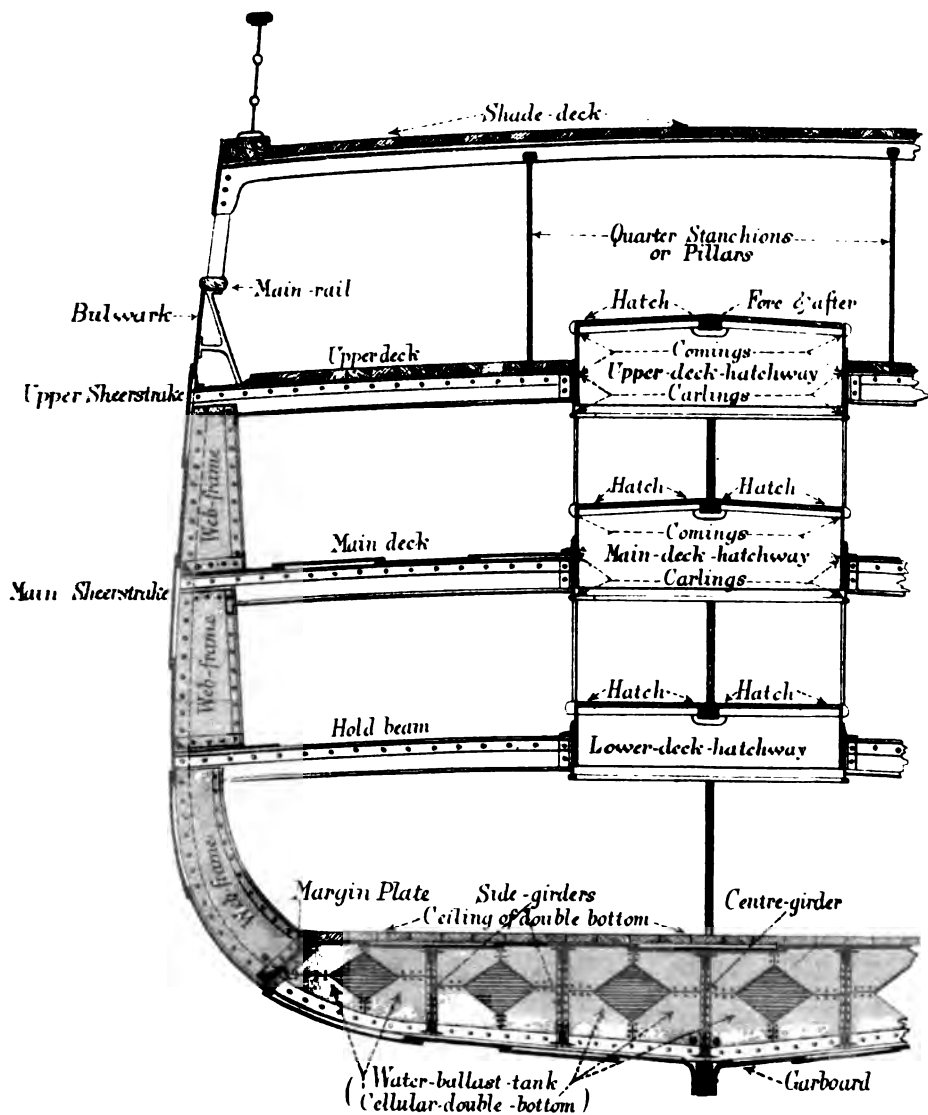 Shade-deck
Quarter Stanchions
or Pillars
Main-rail
Bulwark
Hatch
Fore & after
Upperdeck
Comings
Upper-deck-hatchway
Carlings
Upper Sheerstrake
Web-frame
Hatch
Hatch
Comings
Main deck
Main-deck-hatchway
Carlings
Main Sheerstrake
Web-frame
Hatch
Hatch
Hold beam
Lower-deck-hatchway
Web-frame
Margin Plate
Side-girders
Ceiling of double bottom
Centre-girder
(Water-ballast-tank
Cellular-double-bottom)
Garboard